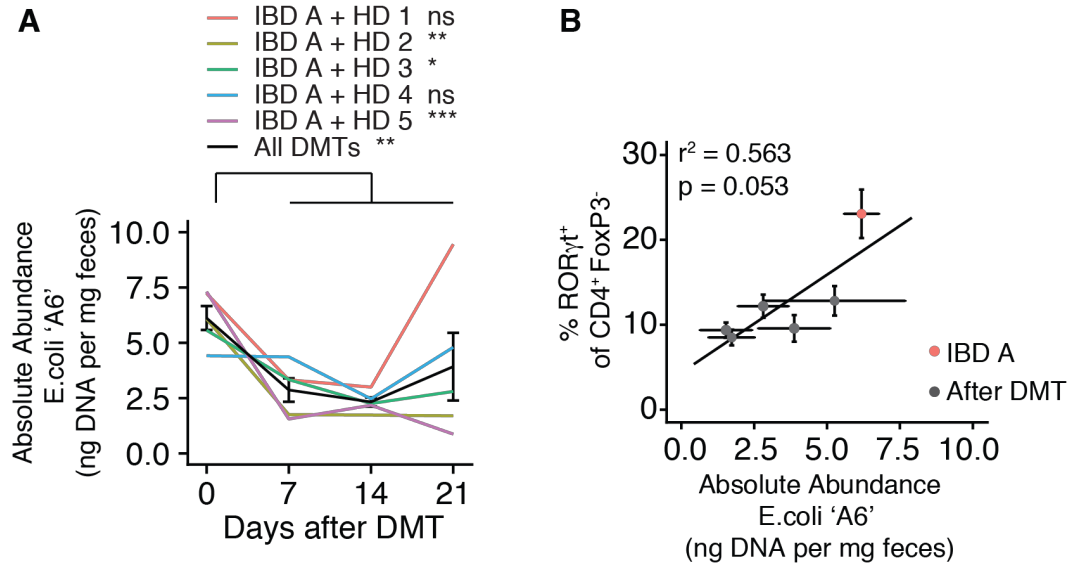 A
IBD A + HD 1 ns
IBD A + HD 2 **
IBD A + HD 3 *
IBD A + HD 4 ns
IBD A + HD 5 ***
All DMTs **
Absolute Abundance
E.coli ‘A6’
(ng DNA per mg feces)
10.0
7.5
5.0
2.5
0.0
0 7 14 21
Days after DMT
B
r² = 0.563
p = 0.053
% RORγt⁺
of CD4⁺FoxP3⁻
30
20
10
0
IBD A
After DMT
0.0 2.5 5.0 7.5 10.0
Absolute Abundance
E.coli ‘A6’
(ng DNA per mg feces)